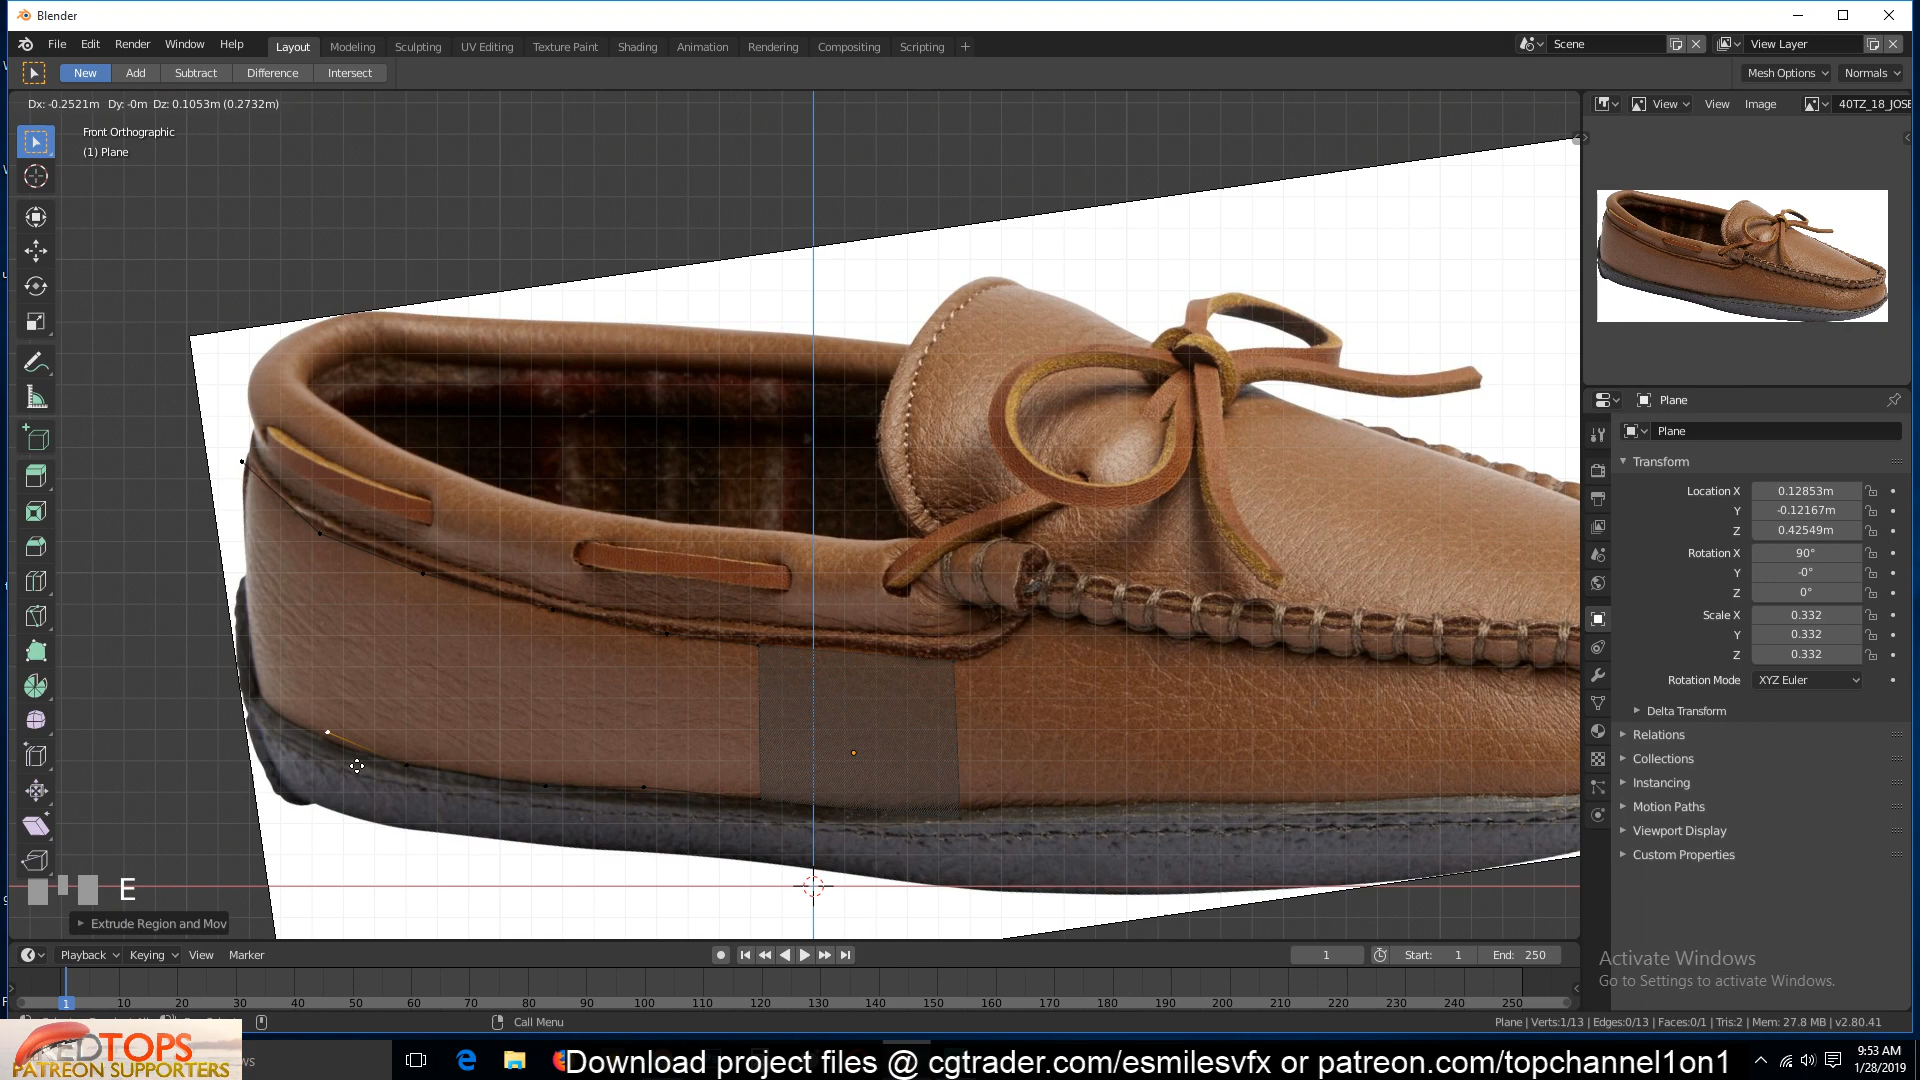 Blender
File Edit Render Window Help Layout Modeling Sculpting UV Editing Texture Paint Shading Animation Rendering Compositing Scripting + Scene View Layer
New Add Subtract Difference Intersect Mesh Options Normals
Dx: -0.2521m Dy: -0m Dz: 0.1053m (0.2732m)
View View Image 40TZ_18_JOSE
Front Orthographic
(1) Plane
Plane
Plane
Transform
Location X 0.12853m
Y -0.12167m
Z 0.42549m
Rotation X 90°
Y -0°
Z 0°
Scale X 0.332
Y 0.332
Z 0.332
Rotation Mode XYZ Euler
Delta Transform
Relations
Collections
Instancing
Motion Paths
Viewport Display
Custom Properties
E
Extrude Region and Mov
Playback Keying View Marker 1 Start: 1 End: 250
1 10 20 30 40 50 60 70 80 90 100 110 120 130 140 150 160 170 180 190 200 210 220 230 240 250
Activate Windows
Go to Settings to activate Windows.
Call Menu
Plane | Verts:1/13 | Edges:0/13 | Faces:0/1 | Tris:2 | Mem: 27.8 MB | v2.80.41
REDTOPS
PATREON SUPPORTERS
Download project files @ cgtrader.com/esmilesvfx or patreon.com/topchannel1on1
9:53 AM
1/28/2019